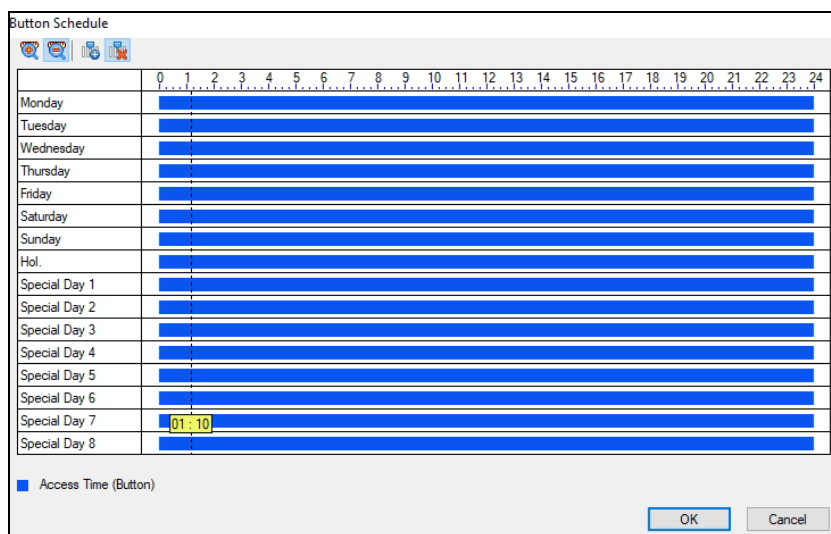 Button Schedule
0 1 2 3 4 5 6 7 8 9 10 11 12 13 14 15 16 17 18 19 20 21 22 23 24
Monday
Tuesday
Wednesday
Thursday
Friday
Saturday
Sunday
Hol.
Special Day 1
Special Day 2
Special Day 3
Special Day 4
Special Day 5
Special Day 6
Special Day 7 01 : 10
Special Day 8
Access Time (Button)
OK Cancel